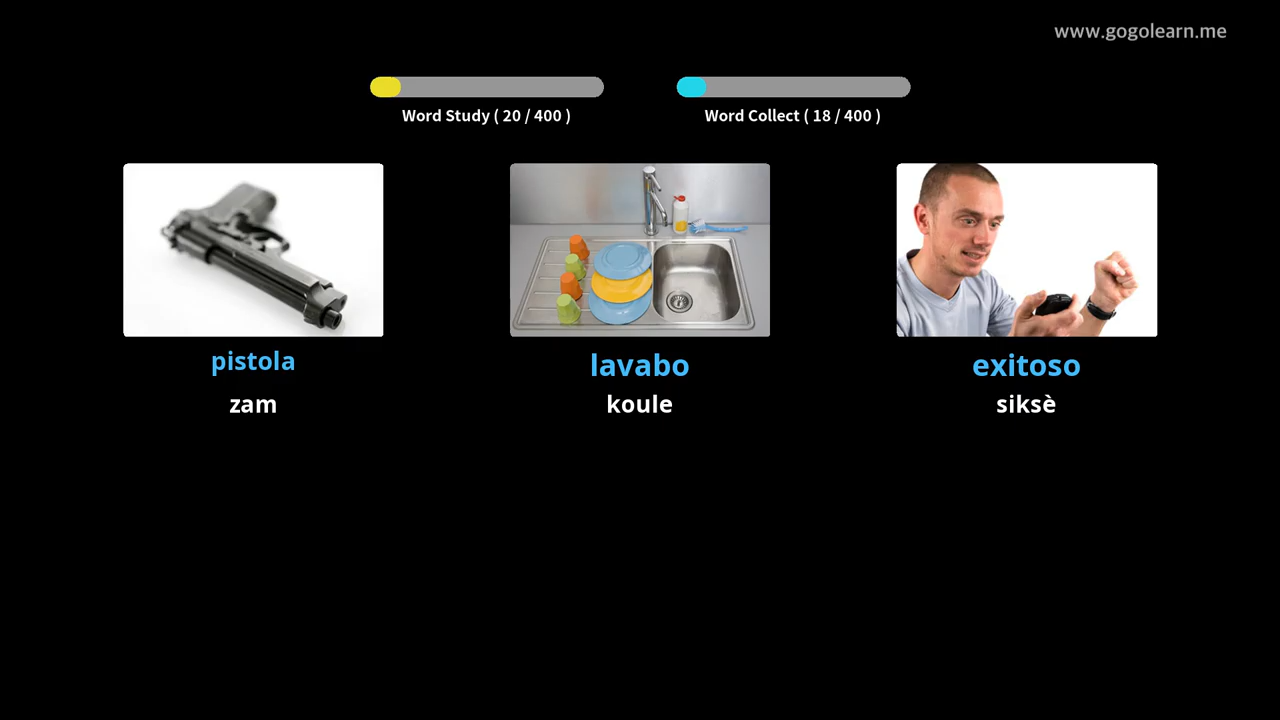 www.gogolearn.me
Word Study ( 20 / 400 )
Word Collect ( 18 / 400 )
pistola
lavabo
exitoso
zam
koule
siksè